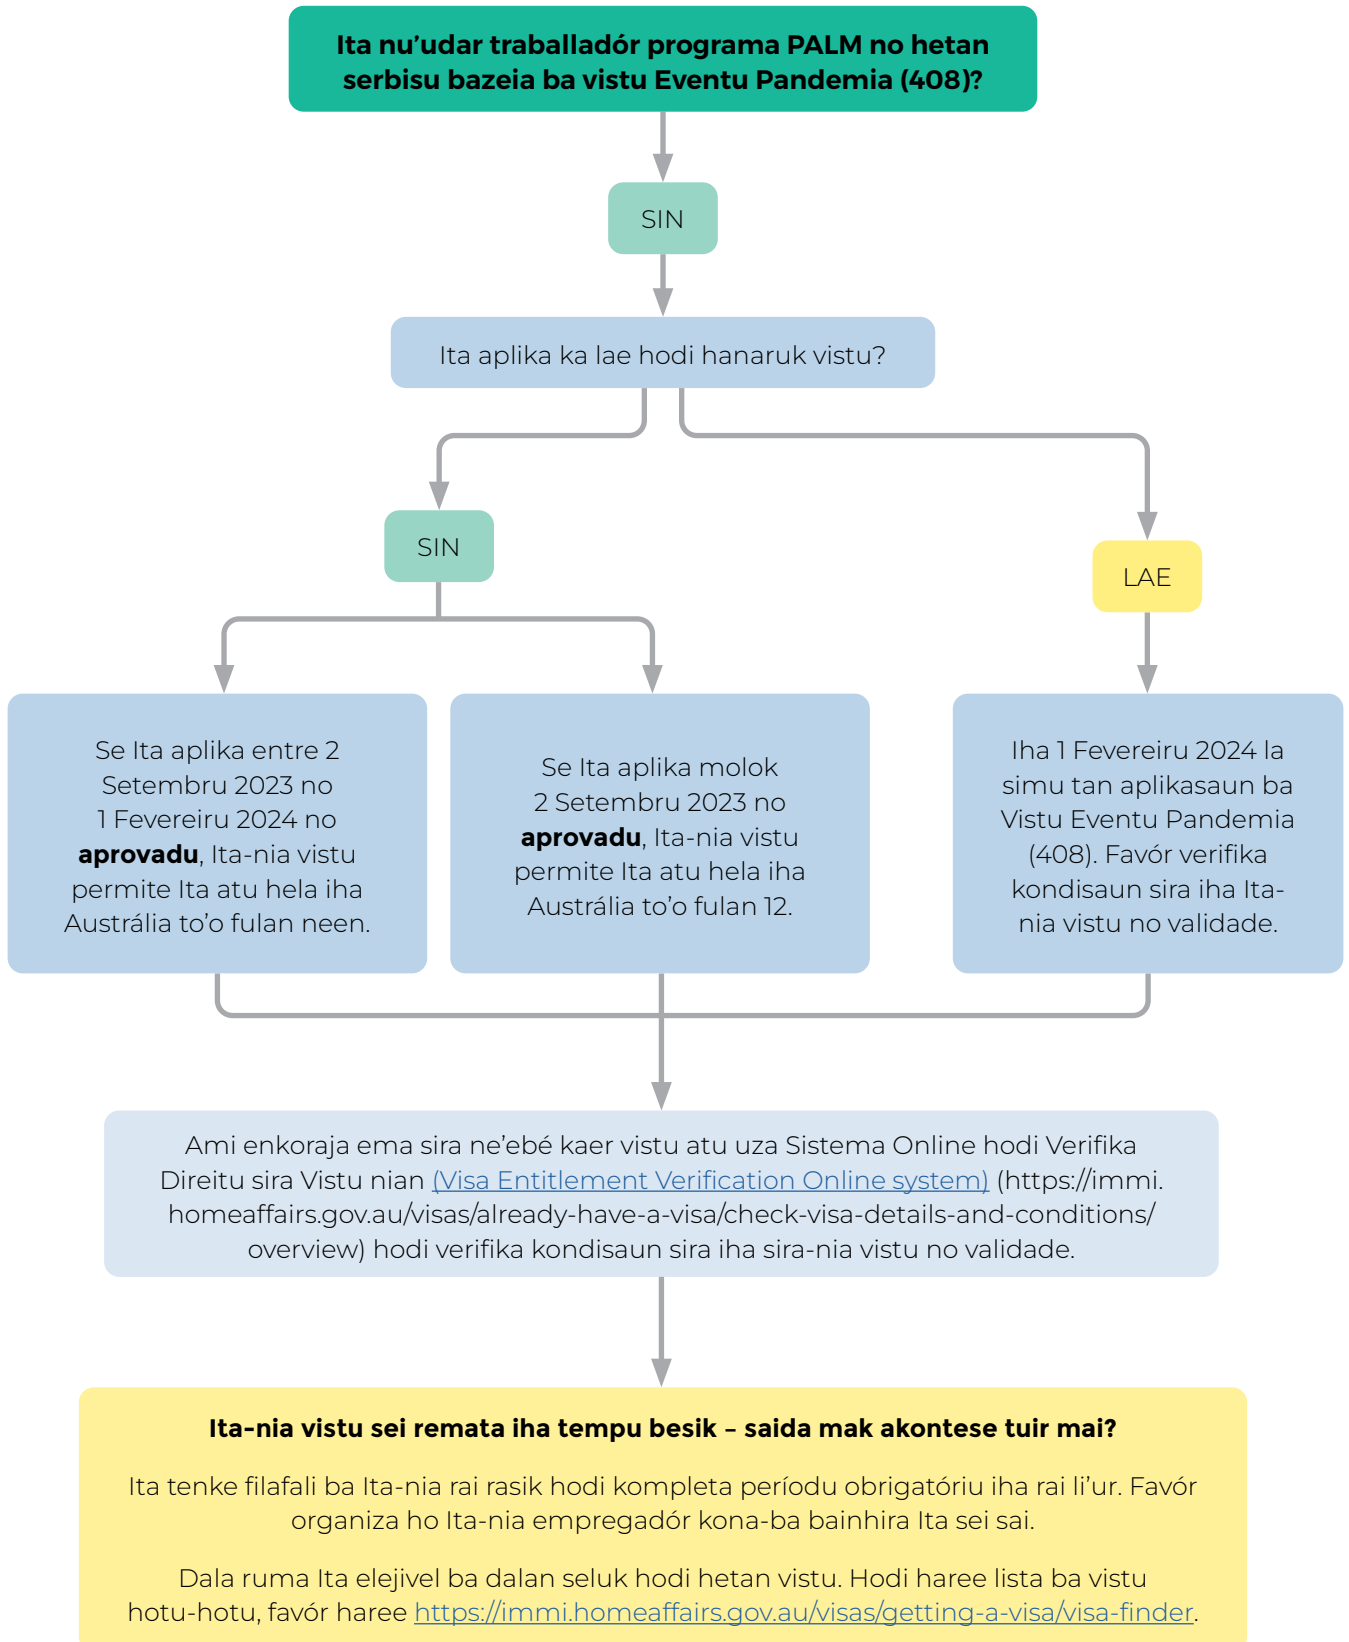 Ita nu’udar traballadór programa PALM no hetan
serbisu bazeia ba vistu Eventu Pandemia (408)?
SIN
Ita aplika ka lae hodi hanaruk vistu?
SIN
LAE
Se Ita aplika entre 2
Setembru 2023 no
1 Fevereiru 2024 no
aprovadu, Ita-nia vistu
permite Ita atu hela iha
Austrália to’o fulan neen.
Se Ita aplika molok
2 Setembru 2023 no
aprovadu, Ita-nia vistu
permite Ita atu hela iha
Austrália to’o fulan 12.
Iha 1 Fevereiru 2024 la
simu tan aplikasaun ba
Vistu Eventu Pandemia
(408). Favór verifika
kondisaun sira iha Ita-
nia vistu no validade.
Ami enkoraja ema sira ne’ebé kaer vistu atu uza Sistema Online hodi Verifika
Direitu sira Vistu nian (Visa Entitlement Verification Online system) (https://immi.
homeaffairs.gov.au/visas/already-have-a-visa/check-visa-details-and-conditions/
overview) hodi verifika kondisaun sira iha sira-nia vistu no validade.
Ita-nia vistu sei remata iha tempu besik – saida mak akontese tuir mai?
Ita tenke filafali ba Ita-nia rai rasik hodi kompleta períodu obrigatóriu iha rai li’ur. Favór
organiza ho Ita-nia empregadór kona-ba bainhira Ita sei sai.
Dala ruma Ita elejivel ba dalan seluk hodi hetan vistu. Hodi haree lista ba vistu
hotu-hotu, favór haree https://immi.homeaffairs.gov.au/visas/getting-a-visa/visa-finder.